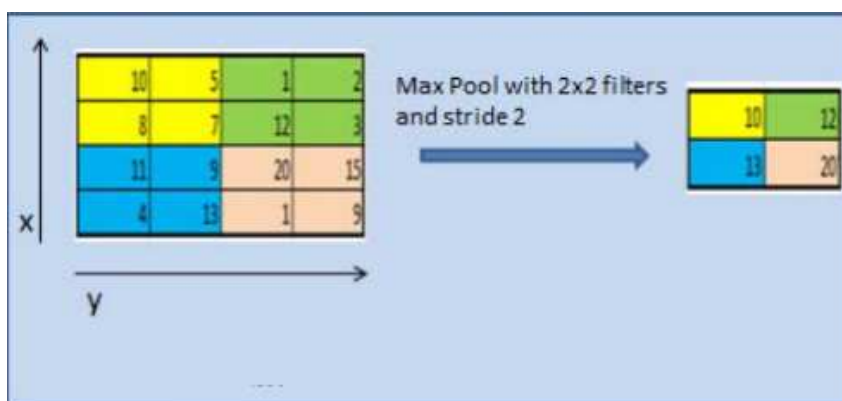 10 5 1 2
8 7 12 3
11 9 20 15
4 13 1 9
x
y
Max Pool with 2x2 filters
and stride 2
10 12
13 20